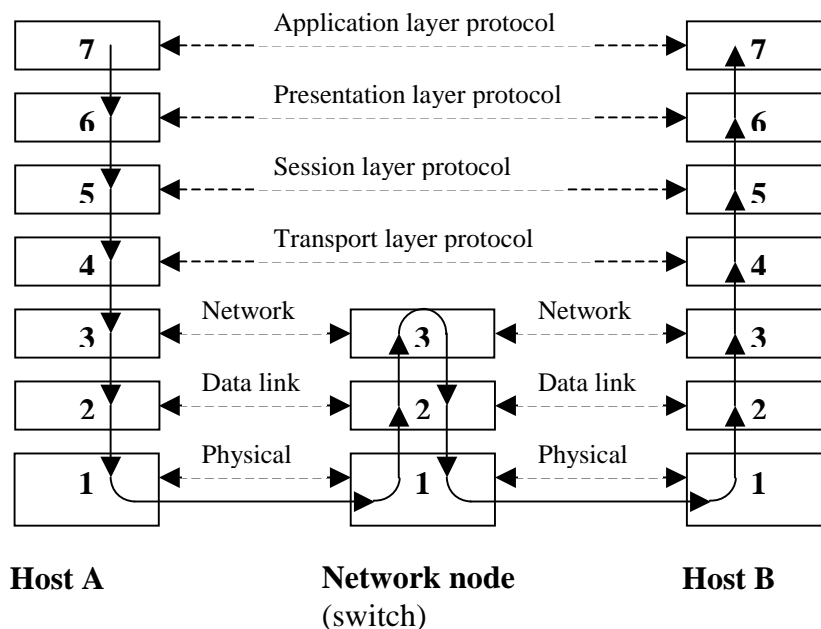 7 Application layer protocol 7
6 Presentation layer protocol 6
5 Session layer protocol 5
4 Transport layer protocol 4
3 Network 3 Network 3
2 Data link 2 Data link 2
1 Physical 1 Physical 1
Host A Network node Host B
(switch)